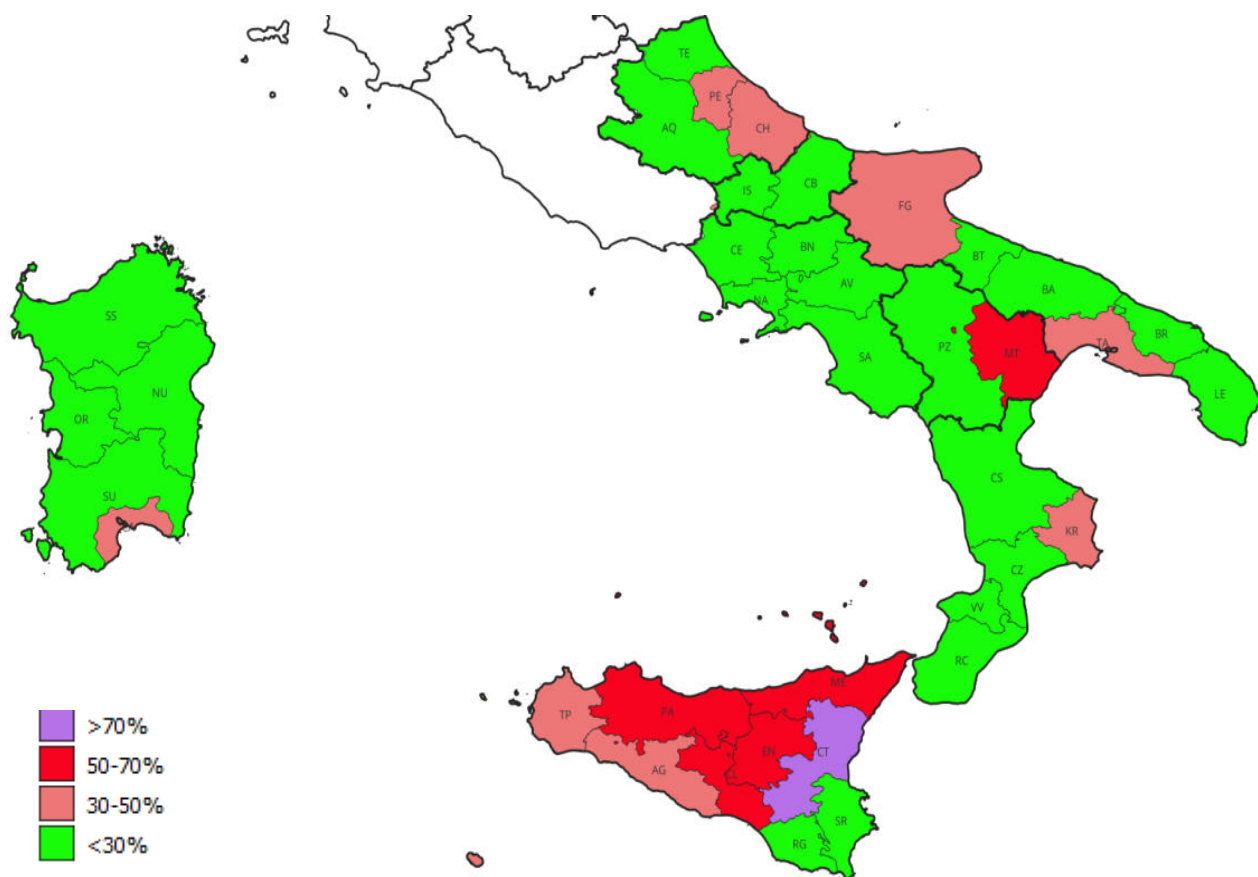 TE
PE
AQ
CH
IS
CB
FG
CE
BN
BT
AV
BA
NA
SS
PZ
MT
TA
BR
SA
NU
LE
OR
CS
SU
KR
CZ
VV
RC
ME
TP
PA
>70%
EN
CT
50-70%
AG
30-50%
SR
RG
<30%